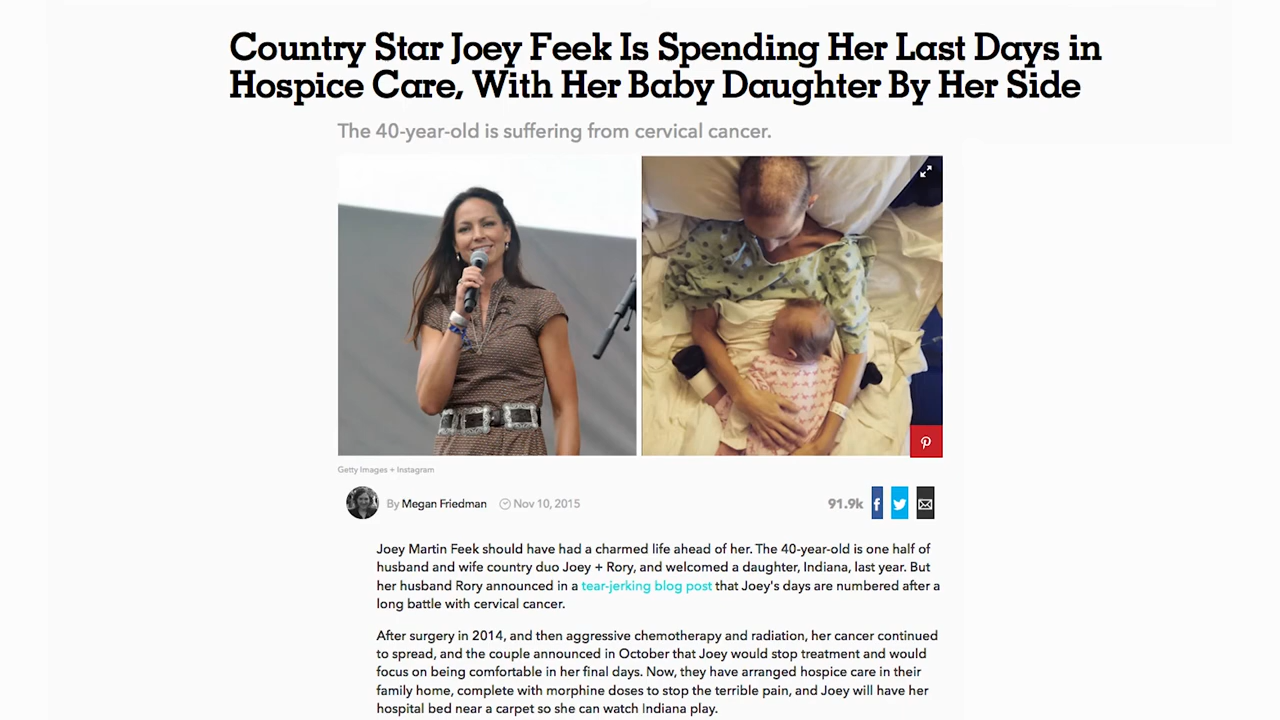 Country Star Joey Feek Is Spending Her Last Days in
Hospice Care, With Her Baby Daughter By Her Side
The 40-year-old is suffering from cervical cancer.
Getty Images + Instagram
By Megan Friedman Nov 10, 2015
91.9k
Joey Martin Feek should have had a charmed life ahead of her. The 40-year-old is one half of
husband and wife country duo Joey + Rory, and welcomed a daughter, Indiana, last year. But
her husband Rory announced in a tear-jerking blog post that Joey's days are numbered after a
long battle with cervical cancer.
After surgery in 2014, and then aggressive chemotherapy and radiation, her cancer continued
to spread, and the couple announced in October that Joey would stop treatment and would
focus on being comfortable in her final days. Now, they have arranged hospice care in their
family home, complete with morphine doses to stop the terrible pain, and Joey will have her
hospital bed near a carpet so she can watch Indiana play.